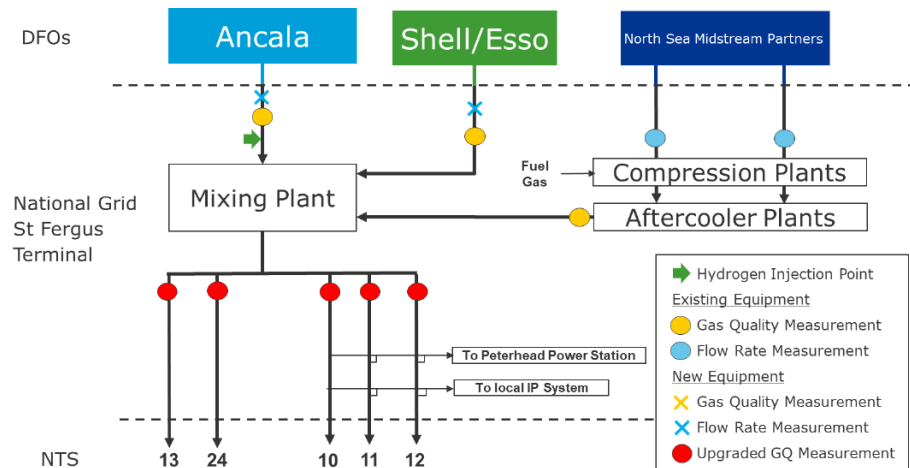 DFOs
Ancala
Shell/Esso
North Sea Midstream Partners
Fuel
Gas
Compression Plants
Mixing Plant
Aftercooler Plants
National Grid
St Fergus
Terminal
Hydrogen Injection Point
Existing Equipment
Gas Quality Measurement
Flow Rate Measurement
New Equipment
Gas Quality Measurement
Flow Rate Measurement
Upgraded GQ Measurement
To Peterhead Power Station
To local IP System
NTS
13 24 10 11 12